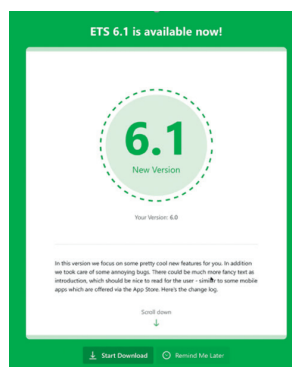 ETS 6.1 is available now!
6.1
New Version
Your Version: 6.0
In this version we focus on some pretty cool new features for you. In addition
we took care of some annoying bugs. There could be much more fancy text as
introduction, which should be nice to read for the user - similar to some mobile
apps which are offered via the App Store. Here's the change log.
Scroll down
Start Download
Remind Me Later